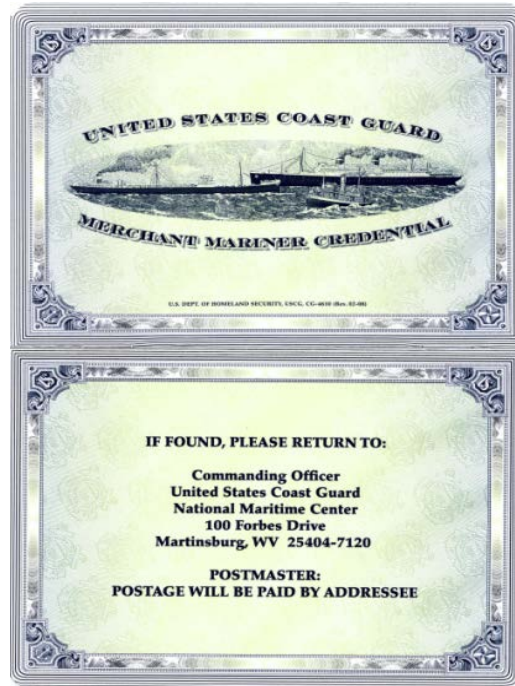 UNITED STATES COAST GUARD
MERCHANT MARINER CREDENTIAL
U.S. DEPT. OF HOMELAND SECURITY, USCG, CG-4610 (Rev. 02-08)
IF FOUND, PLEASE RETURN TO:
Commanding Officer
United States Coast Guard
National Maritime Center
100 Forbes Drive
Martinsburg, WV 25404-7120
POSTMASTER:
POSTAGE WILL BE PAID BY ADDRESSEE